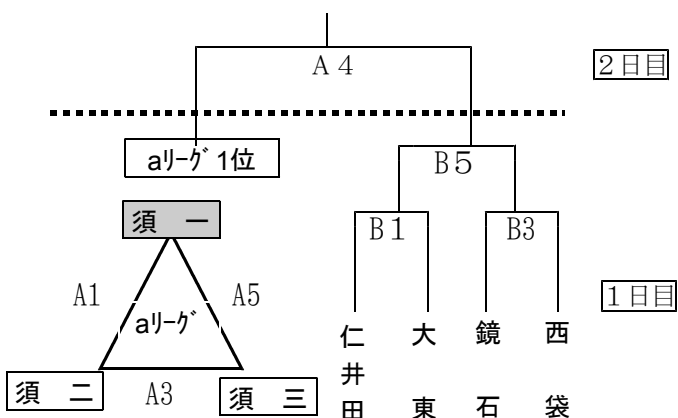 A4
2日目
aリーグ1位
B5
須 一
B1
B3
A1
A5
aリーグ
1日目
須 二
A3
須 三
仁井田
大東
鏡石
西袋